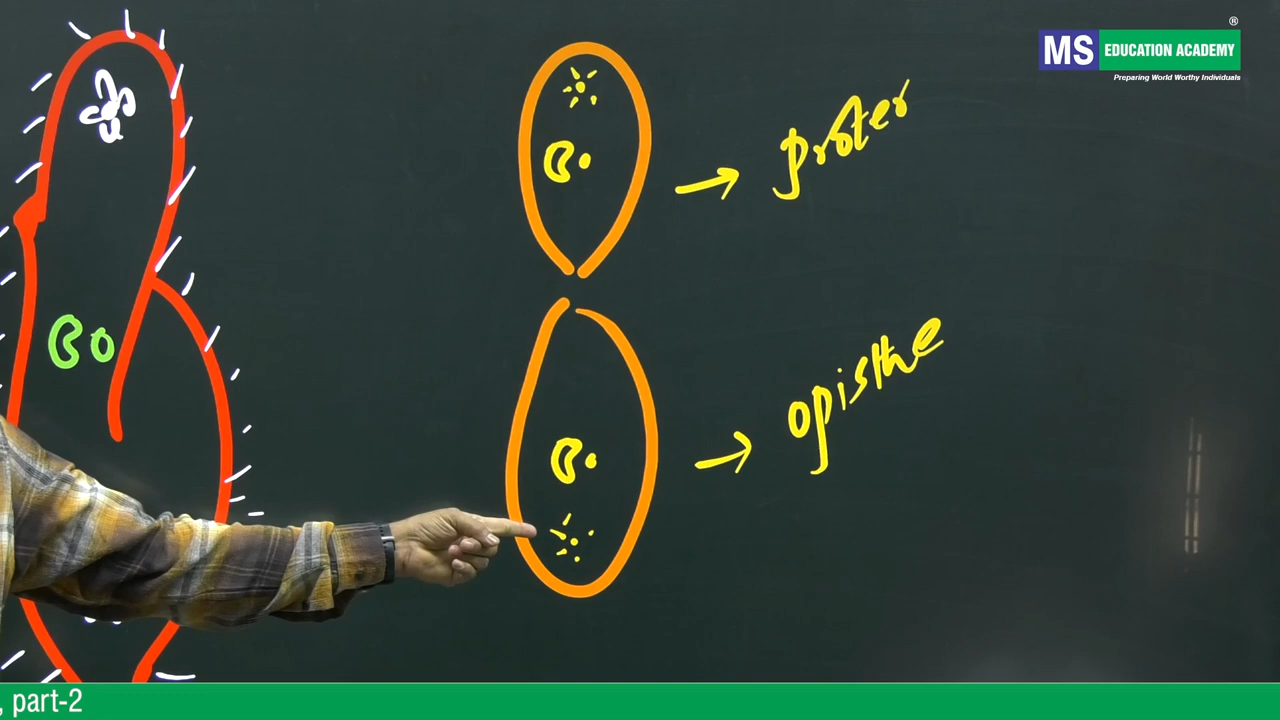 ®
MS EDUCATION ACADEMY
Preparing World Worthy Individuals
proter
opisthe
, part-2